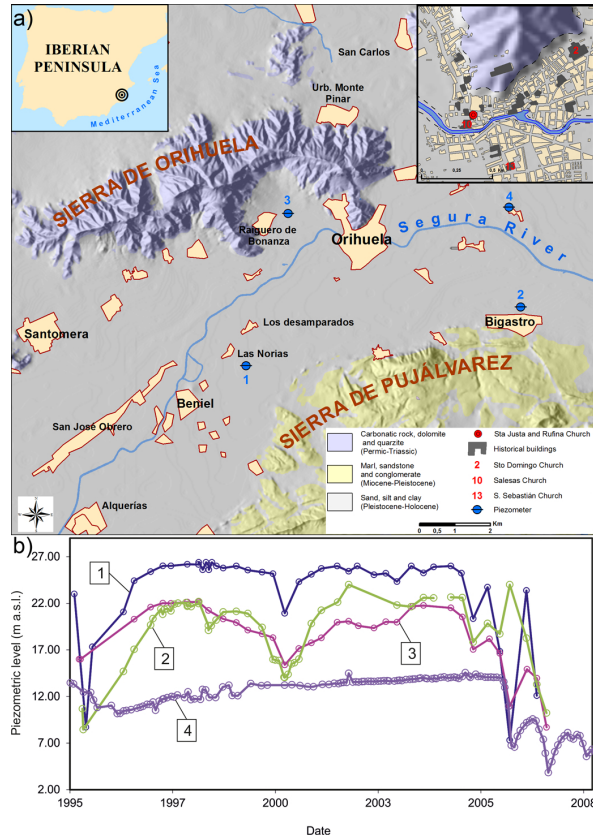 a)
IBERIAN
PENINSULA
Mediterranean Sea
San Carlos
Urb. Monte
Pinar
SIERRA DE ORIHUELA
3
Raiguero de
Bonanza
Orihuela
4
Segura River
2
Bigastro
Santomera
Los desamparados
Las Norias
1
SIERRA DE PUJÁLVAREZ
Beniel
San José Obrero
Alquerías
Carbonatic rock, dolomite
and quarzite
(Permic-Triassic)
Marl, sandstone
and conglomerate
(Miocene-Pleistocene)
Sand, silt and clay
(Pleistocene-Holocene)
Sta Justa and Rufina Church
Historical buildings
2 Sto Domingo Church
10 Salesas Church
13 S. Sebastián Church
Piezometer
0 0,5 1 2
Km
b)
Piezometric level (m a.s.l.)
27.00
22.00
17.00
12.00
7.00
2.00
1
2
3
4
1995 1997 2000 2003 2005 2008
Date